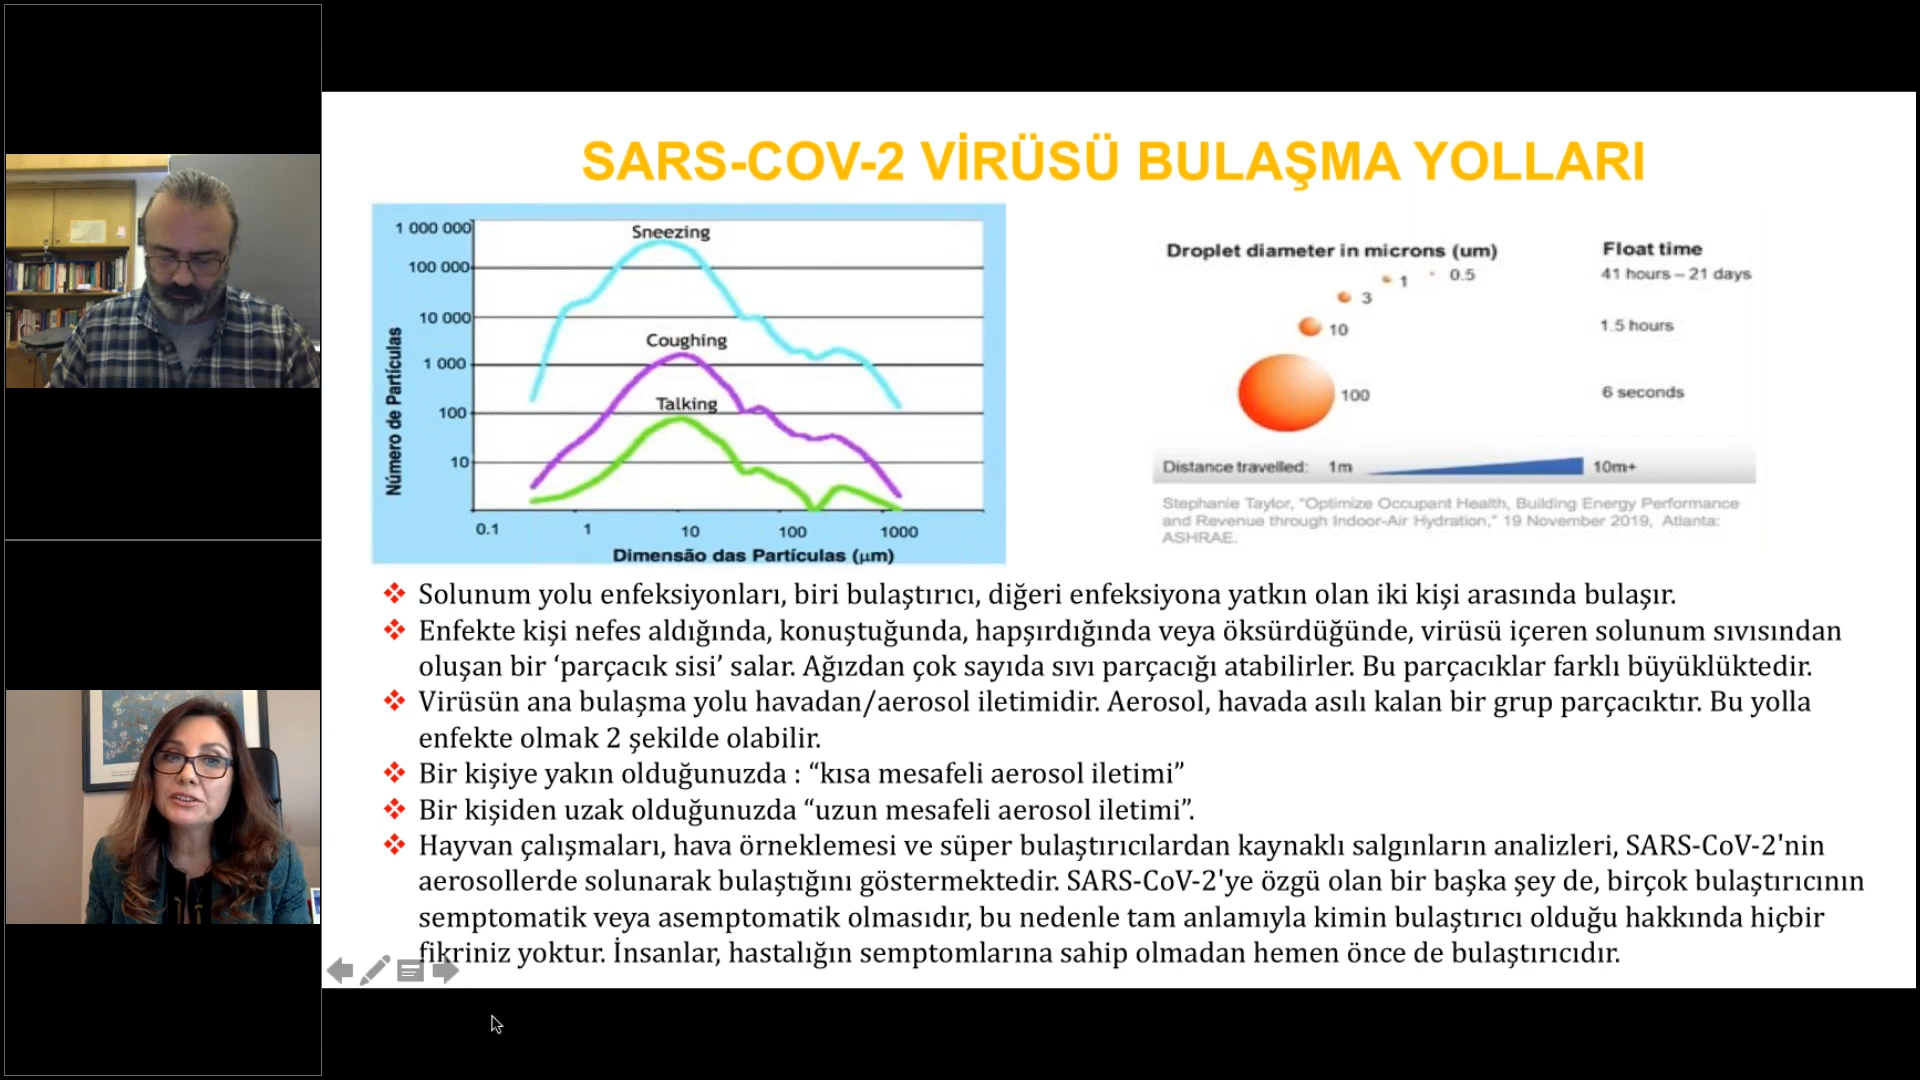 SARS-COV-2 VİRÜSÜ BULAŞMA YOLLARI
1 000 000
100 000
10 000
1 000
100
10
Número de Partículas
Sneezing
Coughing
Talking
0.1 1 10 100 1000
Dimensão das Partículas (μm)
Droplet diameter in microns (um) Float time
1 0.5 41 hours – 21 days
3
10 1.5 hours
100 6 seconds
Distance travelled: 1m 10m+
Stephanie Taylor, "Optimize Occupant Health, Building Energy Performance
and Revenue through Indoor-Air Hydration," 19 November 2019, Atlanta:
ASHRAE.
❖ Solunum yolu enfeksiyonları, biri bulaştırıcı, diğeri enfeksiyona yatkın olan iki kişi arasında bulaşır.
❖ Enfekte kişi nefes aldığında, konuştuğunda, hapşırdığında veya öksürdüğünde, virüsü içeren solunum sıvısından
oluşan bir ‘parçacık sisi’ salar. Ağızdan çok sayıda sıvı parçacığı atabilirler. Bu parçacıklar farklı büyüklüktedir.
❖ Virüsün ana bulaşma yolu havadan/aerosol iletimidir. Aerosol, havada asılı kalan bir grup parçacıktır. Bu yolla
enfekte olmak 2 şekilde olabilir.
❖ Bir kişiye yakın olduğunuzda : “kısa mesafeli aerosol iletimi”
❖ Bir kişiden uzak olduğunuzda “uzun mesafeli aerosol iletimi”.
❖ Hayvan çalışmaları, hava örneklemesi ve süper bulaştırıcılardan kaynaklı salgınların analizleri, SARS-CoV-2'nin
aerosollerde solunarak bulaştığını göstermektedir. SARS-CoV-2'ye özgü olan bir başka şey de, birçok bulaştırıcının
semptomatik veya asemptomatik olmasıdır, bu nedenle tam anlamıyla kimin bulaştırıcı olduğu hakkında hiçbir
fikriniz yoktur. İnsanlar, hastalığın semptomlarına sahip olmadan hemen önce de bulaştırıcıdır.